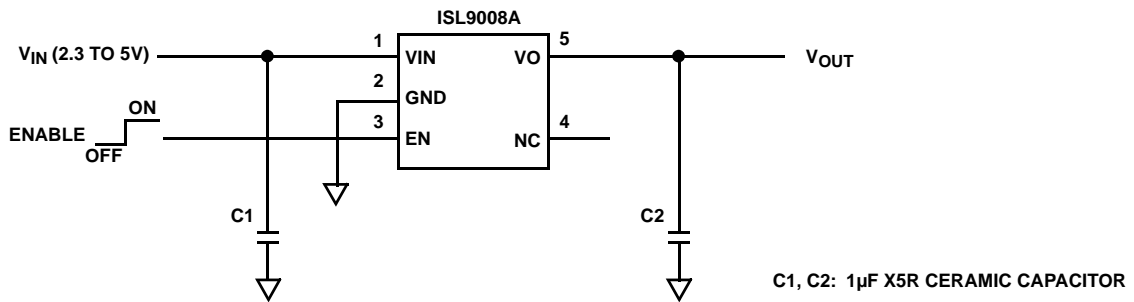 ISL9008A
VIN (2.3 TO 5V)
1
VIN
VO
5
VOUT
2
GND
ENABLE
ON
OFF
3
EN
NC
4
C1
C2
C1, C2: 1µF X5R CERAMIC CAPACITOR